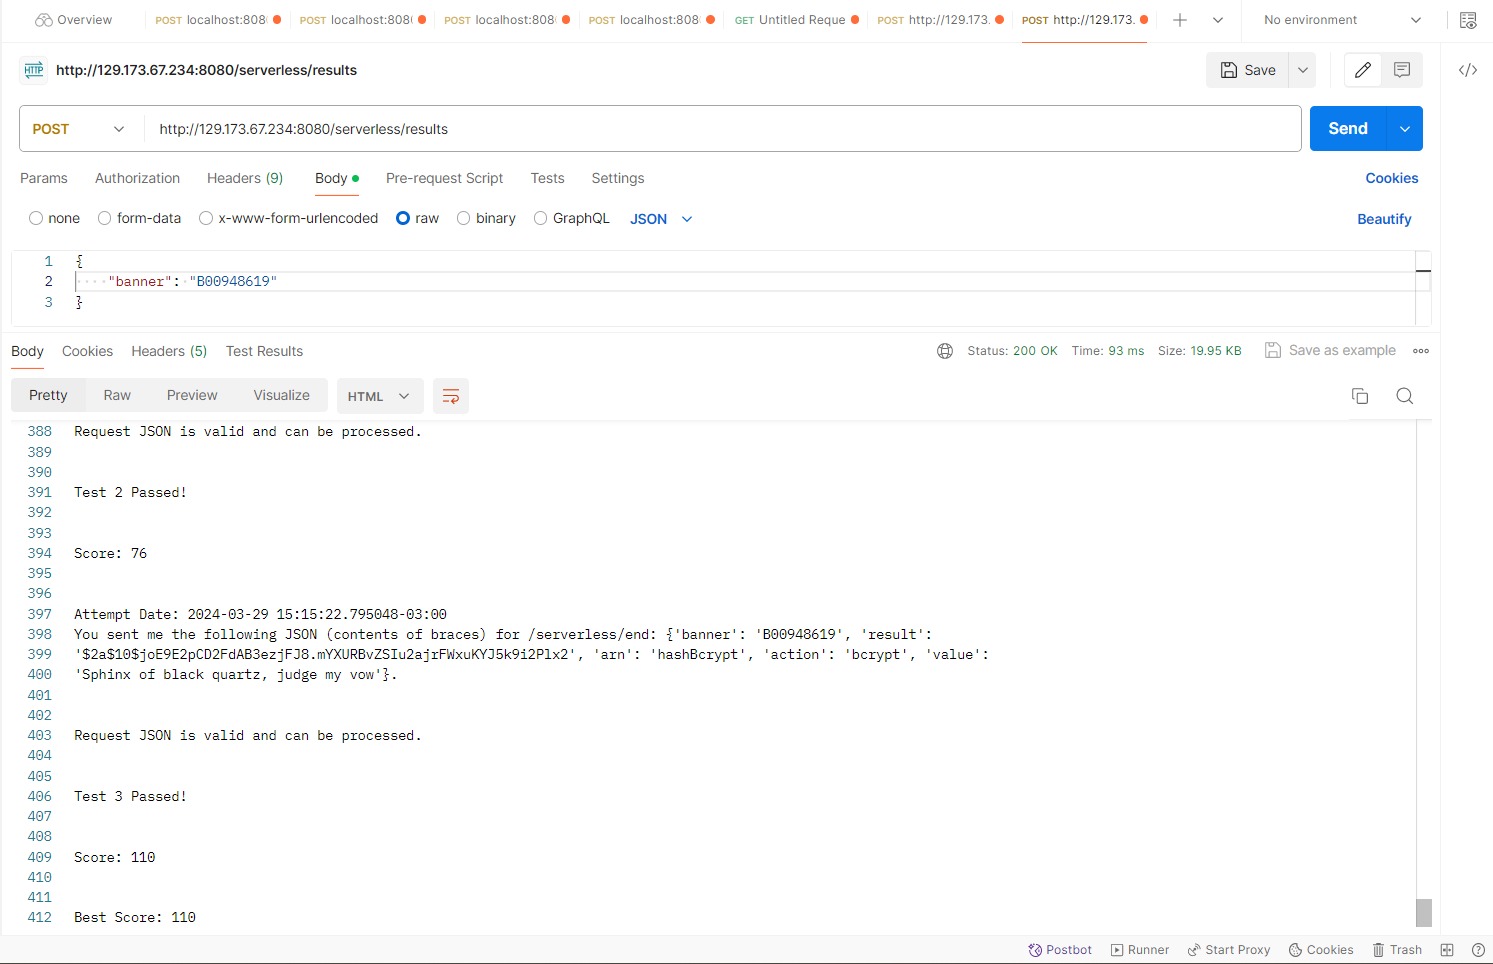 Overview POST localhost:808 POST localhost:808 POST localhost:808 POST localhost:808 GET Untitled Reque POST http://129.173. POST http://129.173. No environment
HTTP http://129.173.67.234:8080/serverless/results Save
POST http://129.173.67.234:8080/serverless/results Send
Params Authorization Headers (9) Body Pre-request Script Tests Settings Cookies
none form-data x-www-form-urlencoded raw binary GraphQL JSON Beautify
1 {
2 "banner": "B00948619"
3 }
Body Cookies Headers (5) Test Results Status: 200 OK Time: 93 ms Size: 19.95 KB Save as example
Pretty Raw Preview Visualize HTML
388 Request JSON is valid and can be processed.
389
390
391 Test 2 Passed!
392
393
394 Score: 76
395
396
397 Attempt Date: 2024-03-29 15:15:22.795048-03:00
398 You sent me the following JSON (contents of braces) for /serverless/end: {'banner': 'B00948619', 'result':
399 '$2a$10$joE9E2pCD2FdAB3ezjFJ8.mYXURBvZSIu2ajrFWxuKYJ5k9i2Plx2', 'arn': 'hashBcrypt', 'action': 'bcrypt', 'value':
400 'Sphinx of black quartz, judge my vow'}.
401
402
403 Request JSON is valid and can be processed.
404
405
406 Test 3 Passed!
407
408
409 Score: 110
410
411
412 Best Score: 110
Postbot Runner Start Proxy Cookies Trash